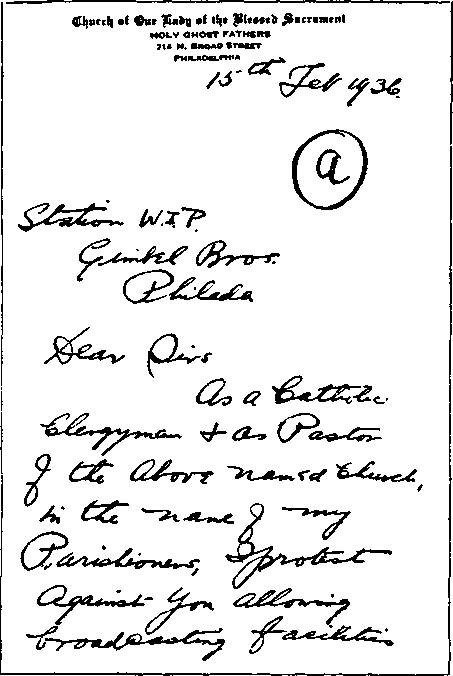 Church of Our Lady of the Blessed Sacrament
HOLY GHOST FATHERS
714 N. BROAD STREET
PHILADELPHIA
15th Feb 1936.
a
Station W.I.P.
Gimbel Bros.
Philada
Dear Sirs
As a Catholic
Clergyman & as Pastor
of the above named Church,
in the name of my
Parishioners, I protest
against you allowing
broadcasting facilities